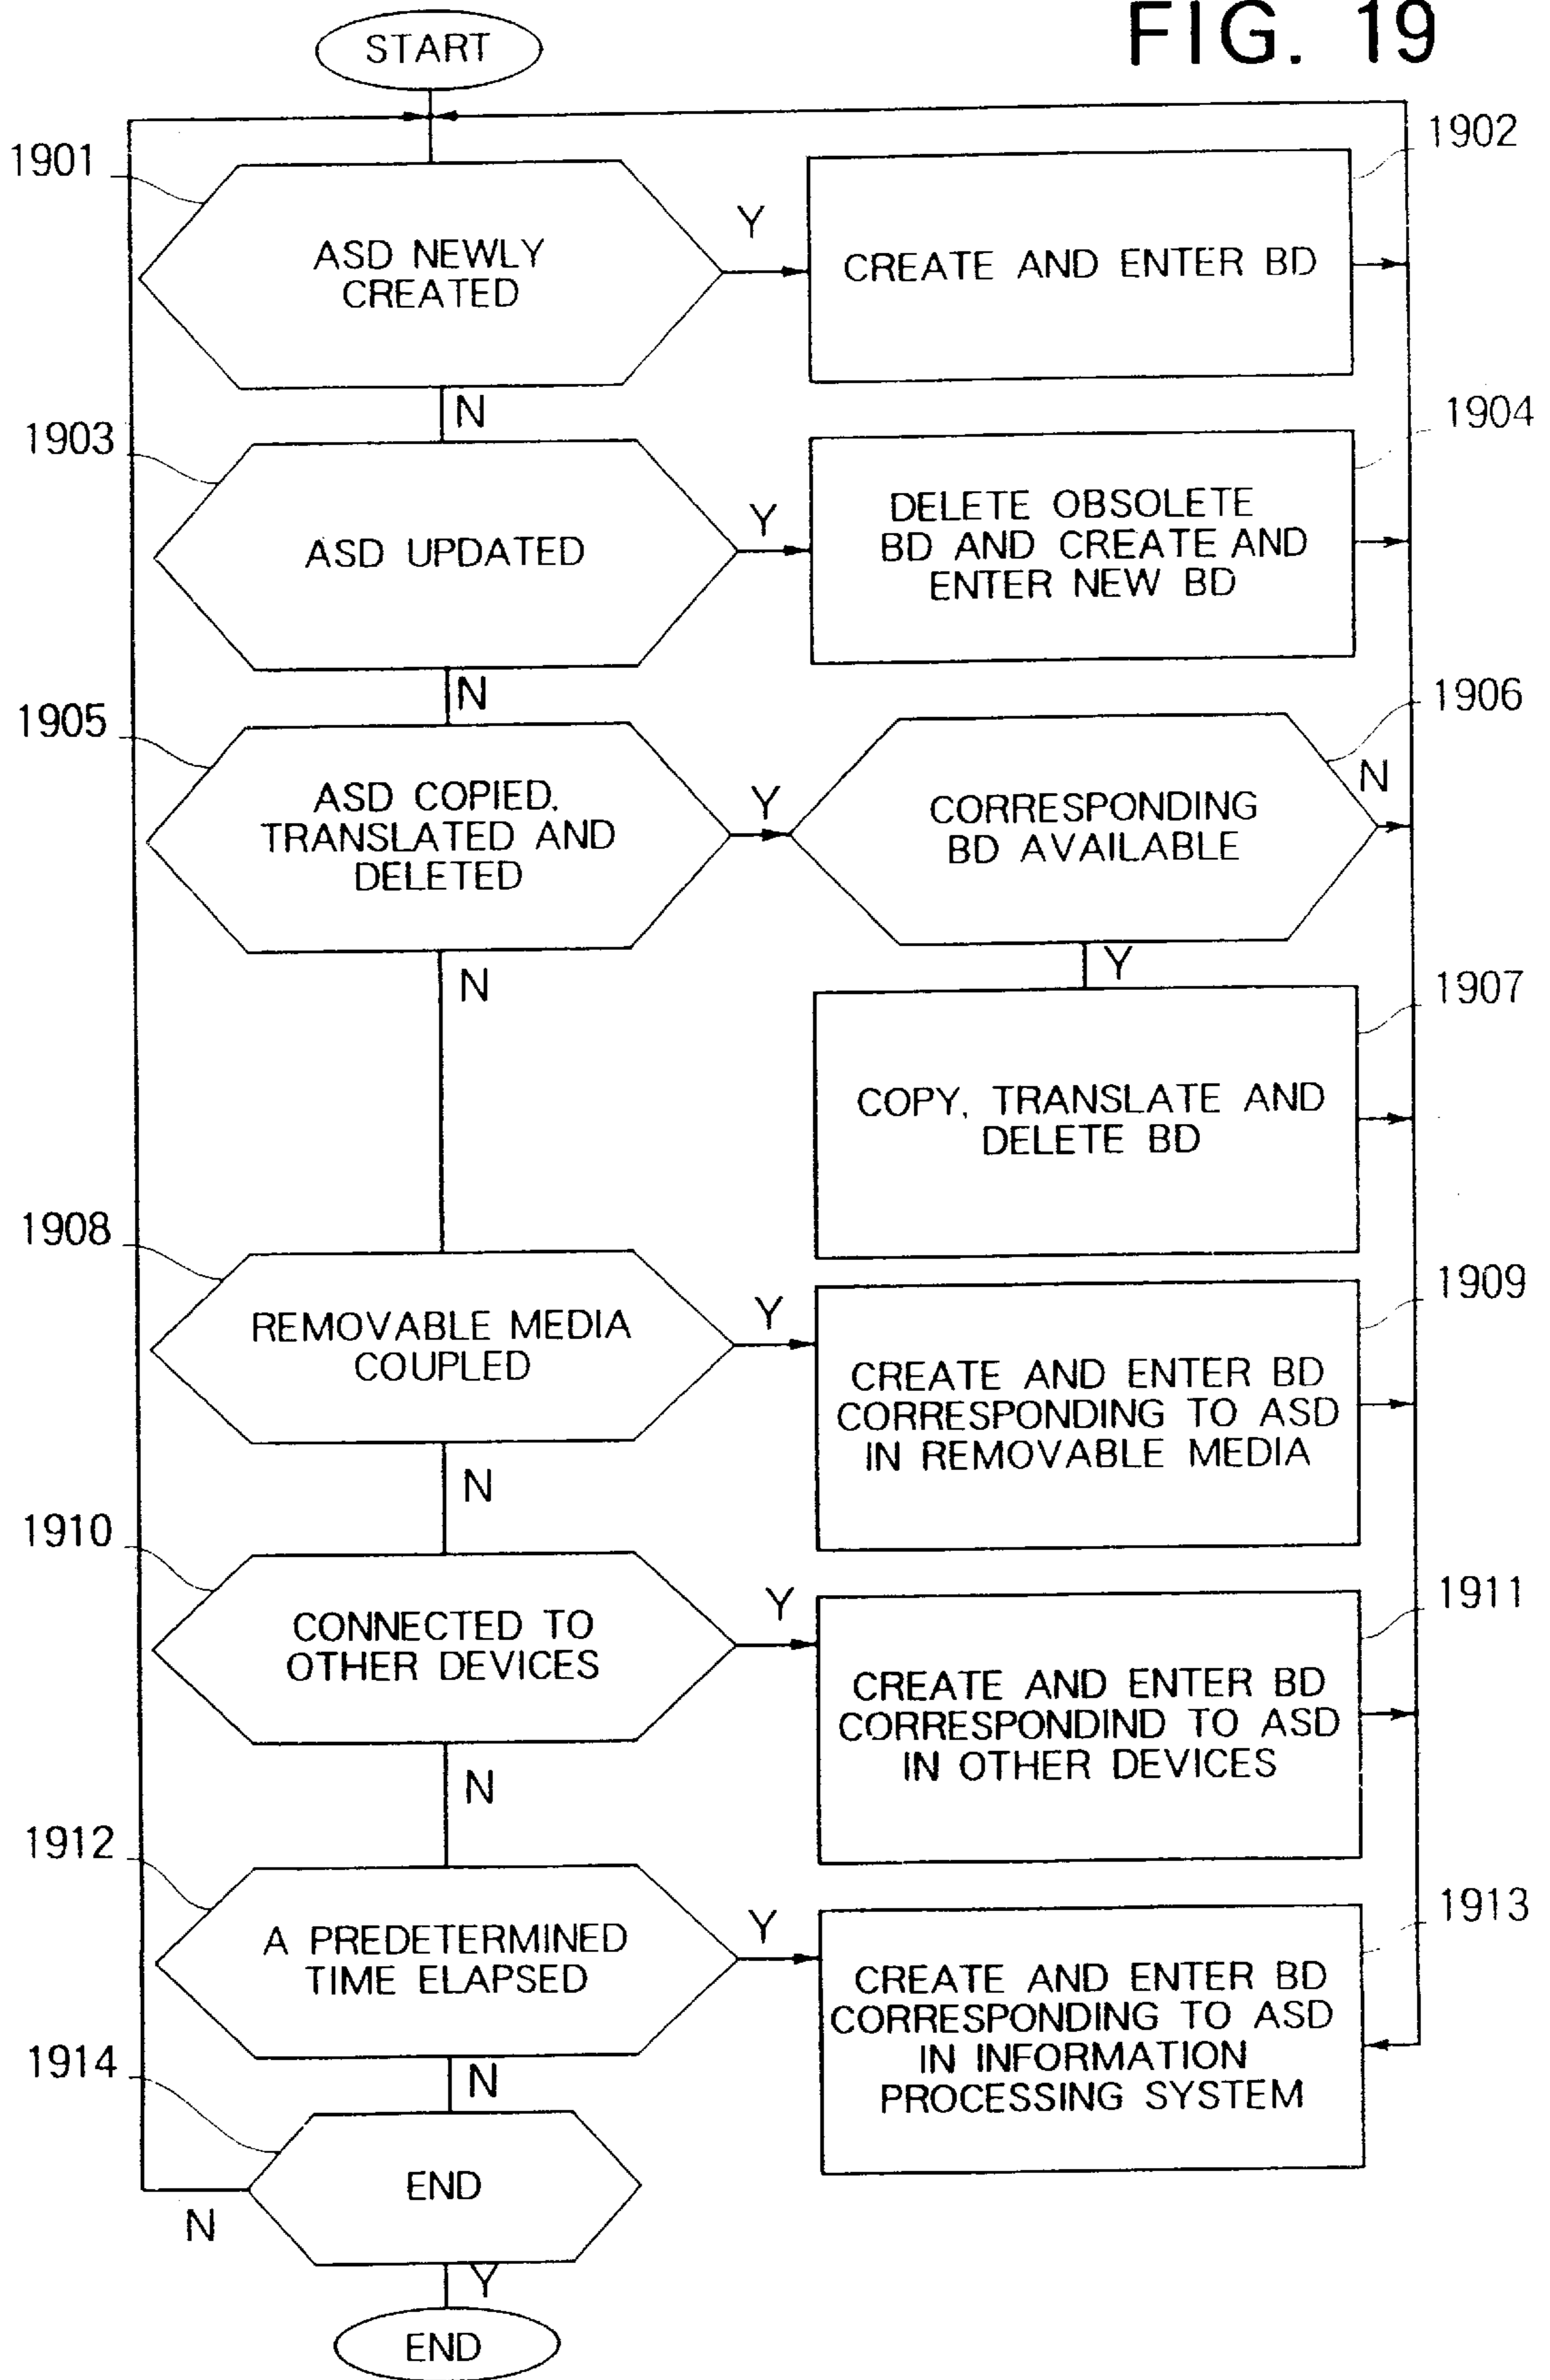 FIG. 19
START
1901
ASD NEWLY
CREATED
Y
1902
CREATE AND ENTER BD
N
1903
ASD UPDATED
Y
1904
DELETE OBSOLETE
BD AND CREATE AND
ENTER NEW BD
N
1905
ASD COPIED,
TRANSLATED AND
DELETED
Y
1906
CORRESPONDING
BD AVAILABLE
N
Y
1907
COPY, TRANSLATE AND
DELETE BD
N
1908
REMOVABLE MEDIA
COUPLED
Y
1909
CREATE AND ENTER BD
CORRESPONDING TO ASD
IN REMOVABLE MEDIA
N
1910
CONNECTED TO
OTHER DEVICES
Y
1911
CREATE AND ENTER BD
CORRESPONDIND TO ASD
IN OTHER DEVICES
N
1912
A PREDETERMINED
TIME ELAPSED
Y
1913
CREATE AND ENTER BD
CORRESPONDING TO ASD
IN INFORMATION
PROCESSING SYSTEM
N
1914
END
N
Y
END